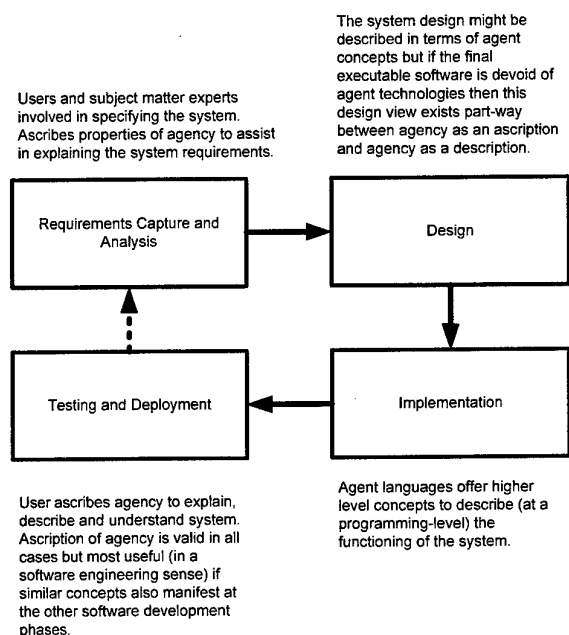 Users and subject matter experts
involved in specifying the system.
Ascribes properties of agency to assist
in explaining the system requirements.
The system design might be
described in terms of agent
concepts but if the final
executable software is devoid of
agent technologies then this
design view exists part-way
between agency as an ascription
and agency as a description.
Requirements Capture and
Analysis
Design
Testing and Deployment
Implementation
User ascribes agency to explain,
describe and understand system.
Ascription of agency is valid in all
cases but most useful (in a
software engineering sense) if
similar concepts also manifest at
the other software development
phases.
Agent languages offer higher
level concepts to describe (at a
programming-level) the
functioning of the system.